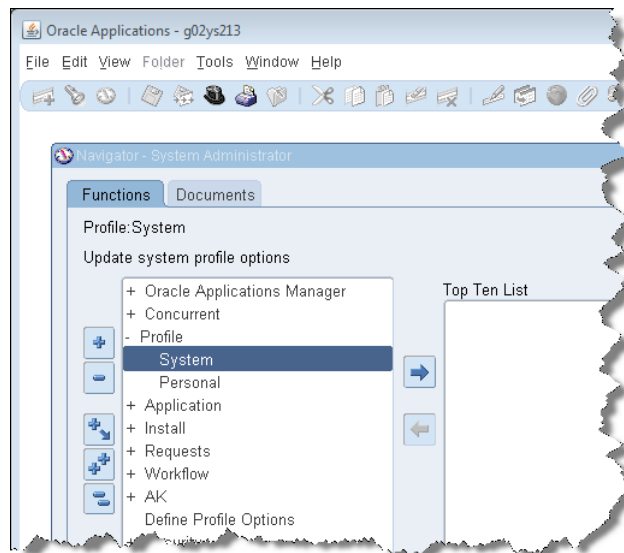 Oracle Applications - g02ys213
File Edit View Folder Tools Window Help
Navigator - System Administrator
Functions Documents
Profile:System
Update system profile options
Top Ten List
+ Oracle Applications Manager
+ Concurrent
- Profile
System
Personal
+ Application
+ Install
+ Requests
+ Workflow
+ AK
Define Profile Options